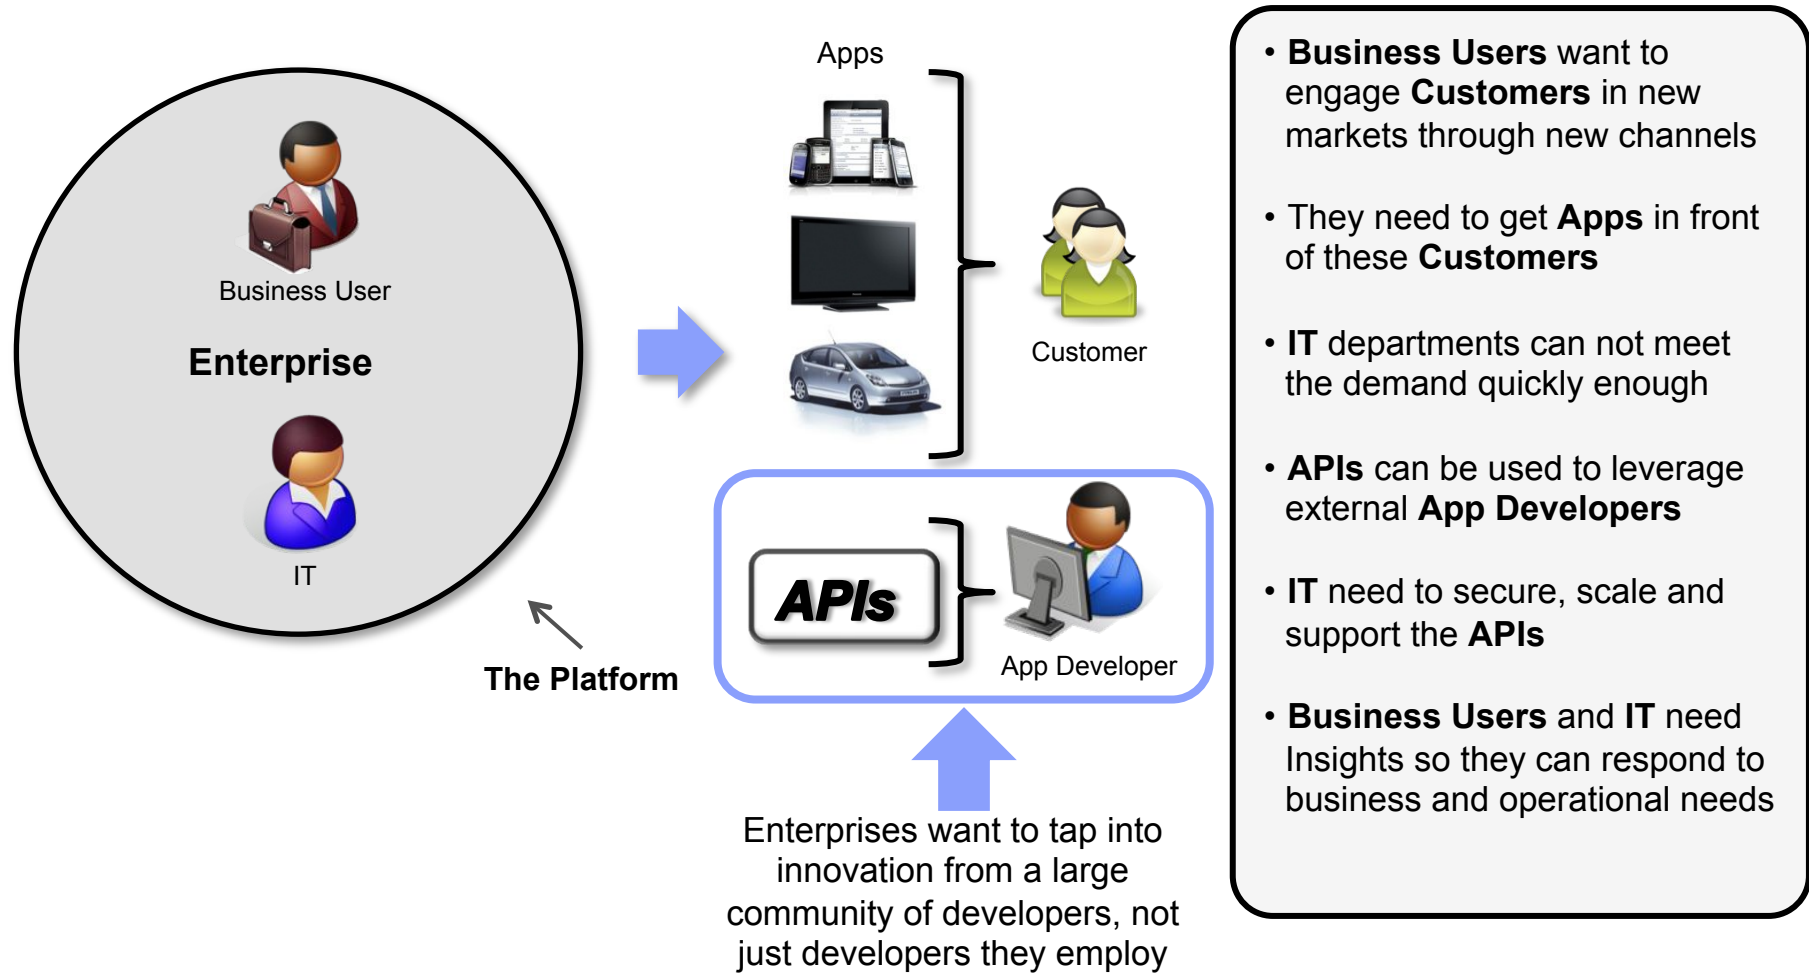 Apps
Business User
Enterprise
IT
The Platform
Customer
APIs
App Developer
Enterprises want to tap into
innovation from a large
community of developers, not
just developers they employ
• Business Users want to
engage Customers in new
markets through new channels
• They need to get Apps in front
of these Customers
• IT departments can not meet
the demand quickly enough
• APIs can be used to leverage
external App Developers
• IT need to secure, scale and
support the APIs
• Business Users and IT need
Insights so they can respond to
business and operational needs